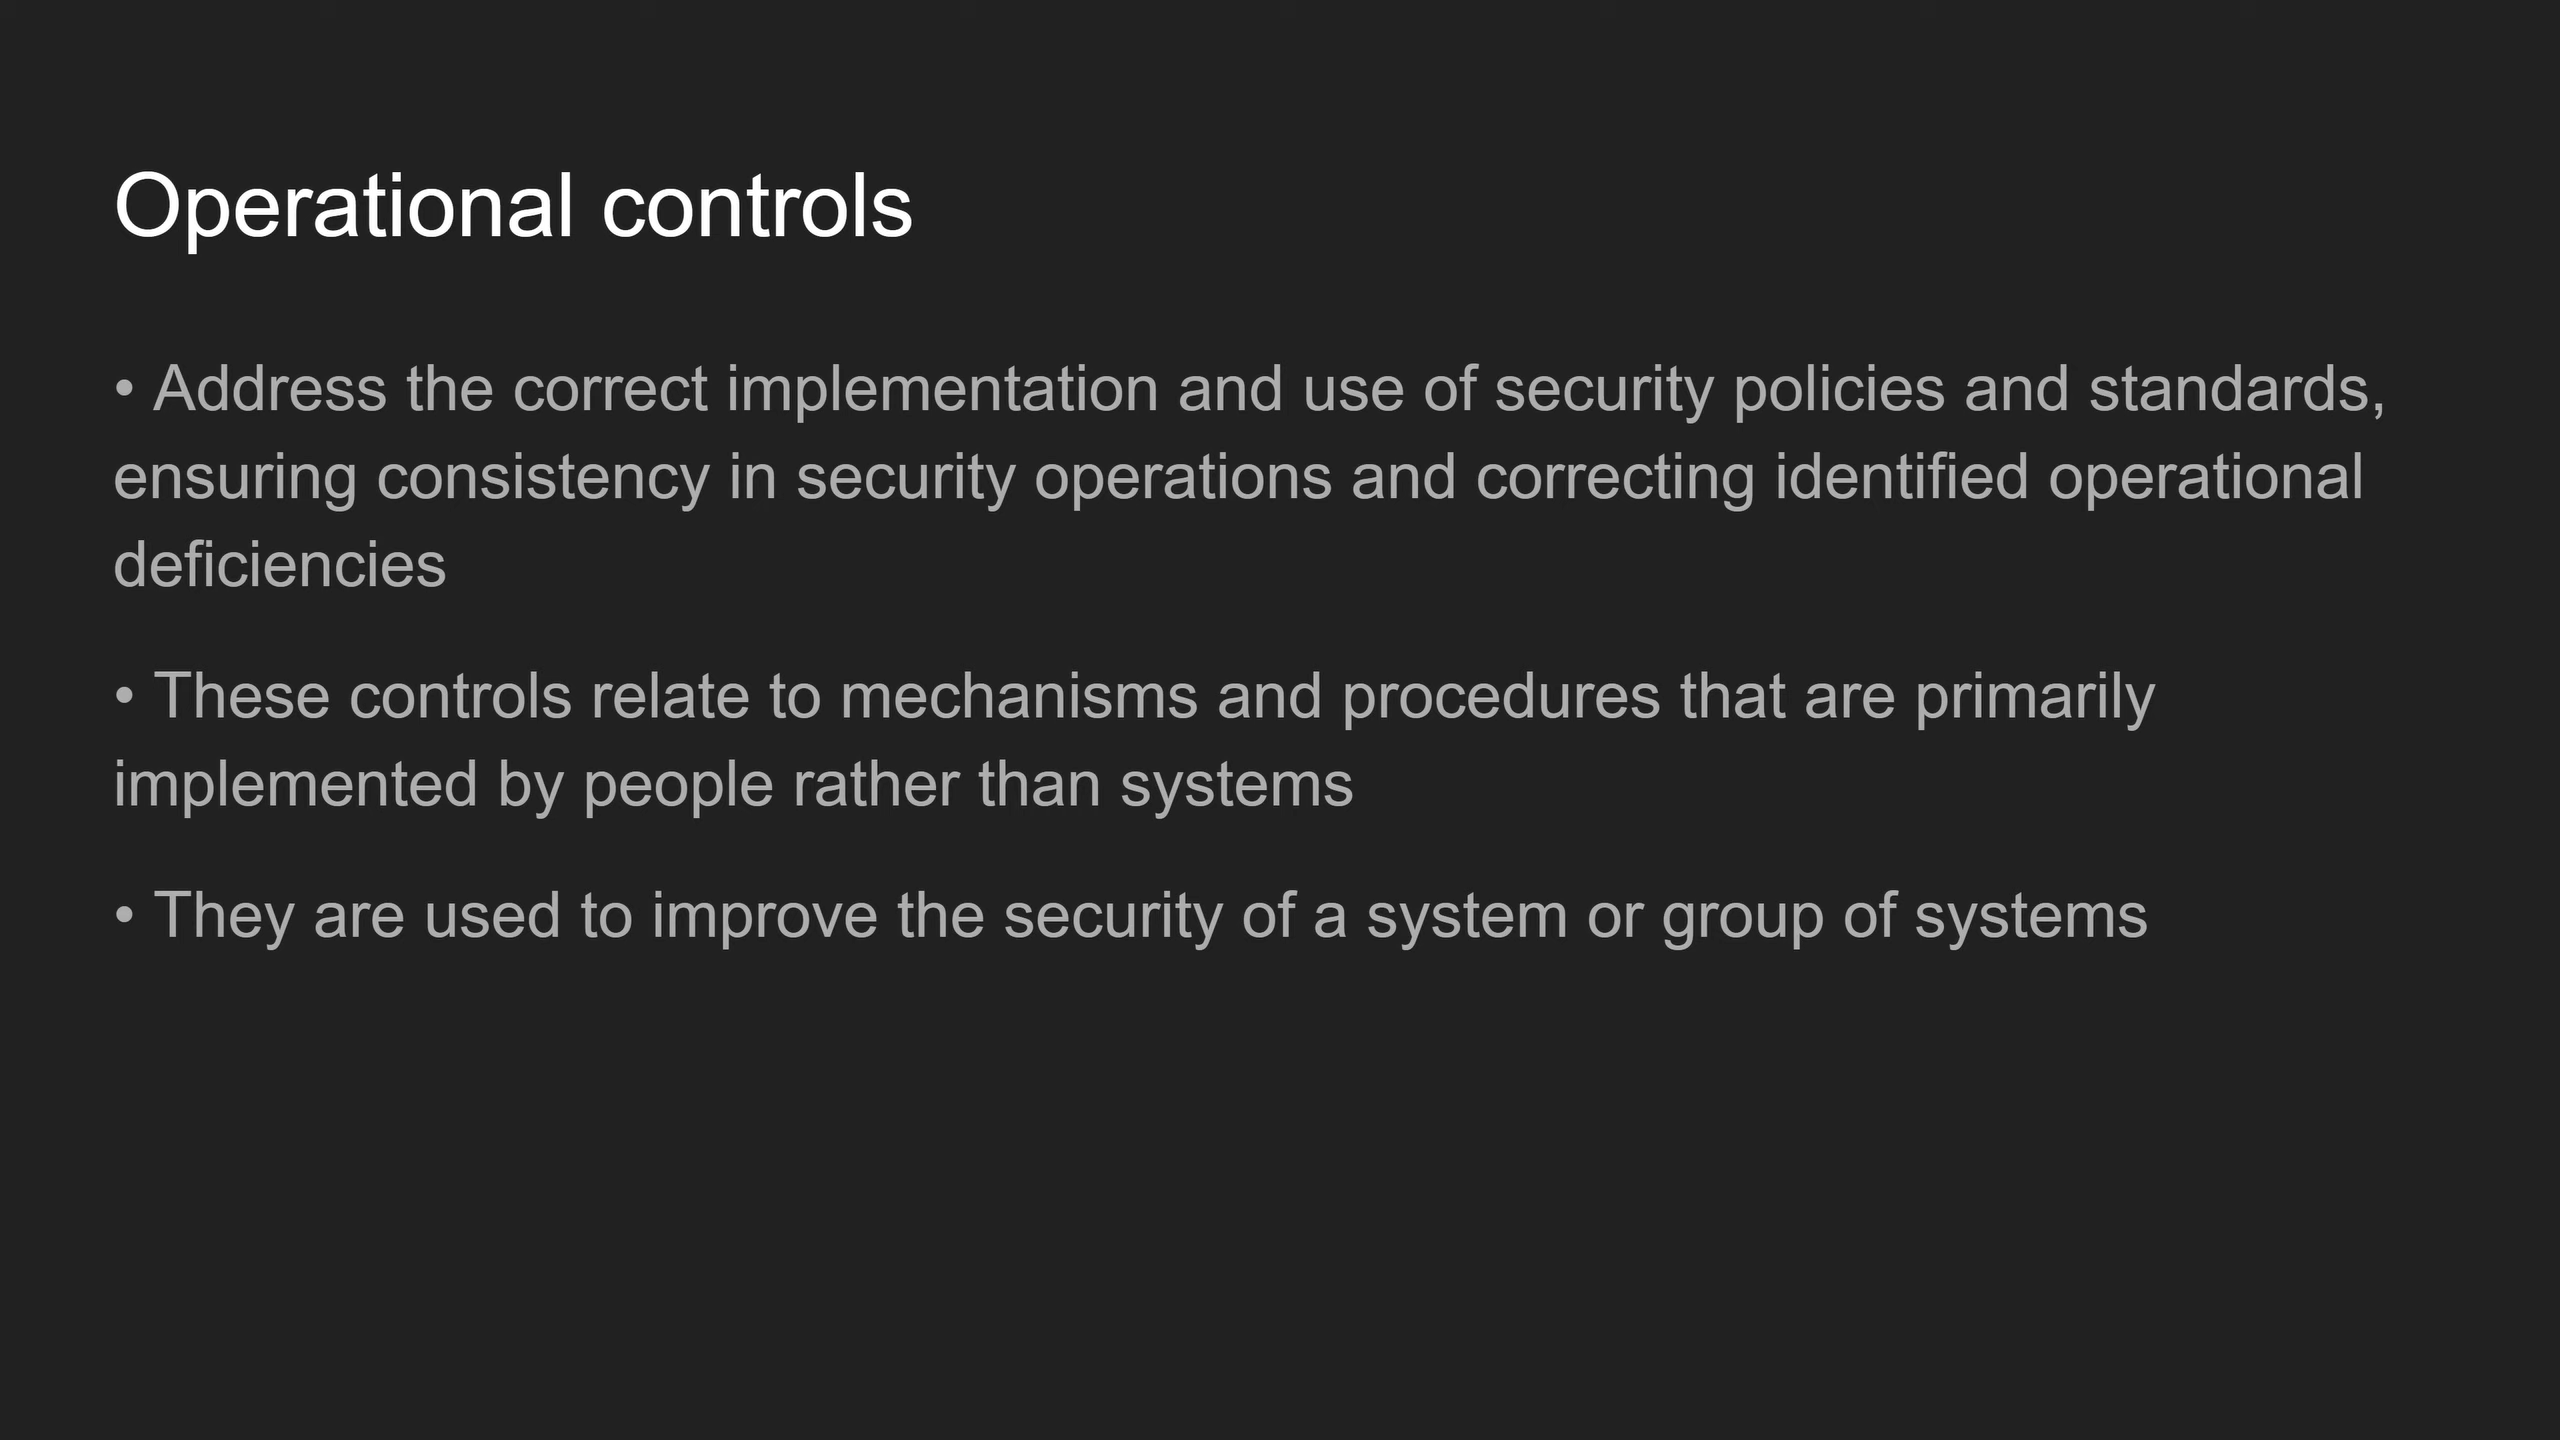 Operational controls
• Address the correct implementation and use of security policies and standards,
ensuring consistency in security operations and correcting identified operational
deficiencies
• These controls relate to mechanisms and procedures that are primarily
implemented by people rather than systems
• They are used to improve the security of a system or group of systems